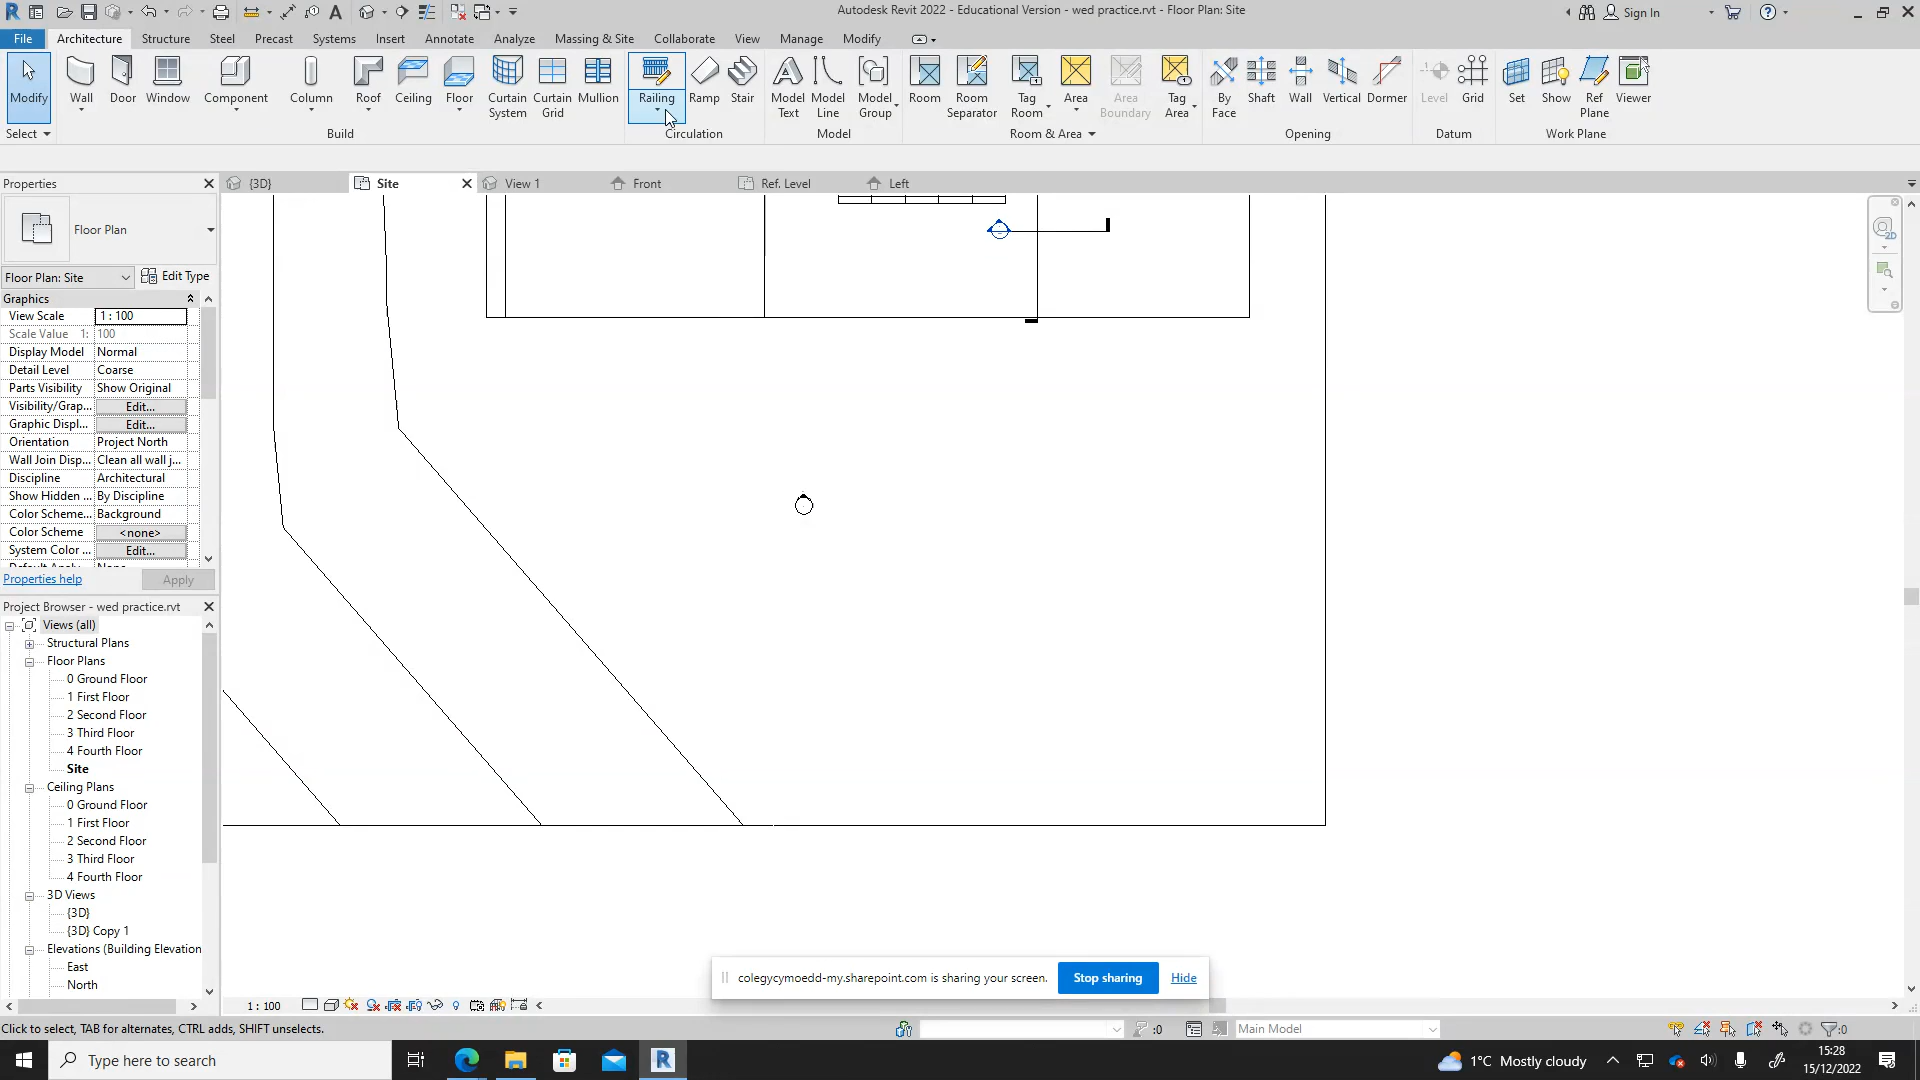 Autodesk Revit 2022 - Educational Version - wed practice.rvt - Floor Plan: Site
Sign In
File Architecture Structure Steel Precast Systems Insert Annotate Analyze Massing & Site Collaborate View Manage Modify
Modify Wall Door Window Component Column Roof Ceiling Floor Curtain System Curtain Grid Mullion Railing Ramp Stair Model Text Model Line Model Group Room Room Separator Tag Room Area Area Boundary Tag Area By Face Shaft Wall Vertical Dormer Level Grid Set Show Ref Plane Viewer
Select Build Circulation Model Room & Area Opening Datum Work Plane
Properties
{3D} Site View 1 Front Ref. Level Left
Floor Plan
Floor Plan: Site Edit Type
Graphics
View Scale 1 : 100
Scale Value 1: 100
Display Model Normal
Detail Level Coarse
Parts Visibility Show Original
Visibility/Grap... Edit...
Graphic Displ... Edit...
Orientation Project North
Wall Join Disp... Clean all wall j...
Discipline Architectural
Show Hidden ... By Discipline
Color Scheme... Background
Color Scheme <none>
System Color ... Edit...
Properties help Apply
Project Browser - wed practice.rvt
Views (all)
Structural Plans
Floor Plans
0 Ground Floor
1 First Floor
2 Second Floor
3 Third Floor
4 Fourth Floor
Site
Ceiling Plans
0 Ground Floor
1 First Floor
2 Second Floor
3 Third Floor
4 Fourth Floor
3D Views
{3D}
{3D} Copy 1
Elevations (Building Elevation
East
North
colegycymoedd-my.sharepoint.com is sharing your screen. Stop sharing Hide
1 : 100
Click to select, TAB for alternates, CTRL adds, SHIFT unselects.
:0
Main Model
:0
Type here to search
1°C Mostly cloudy
15:28
15/12/2022